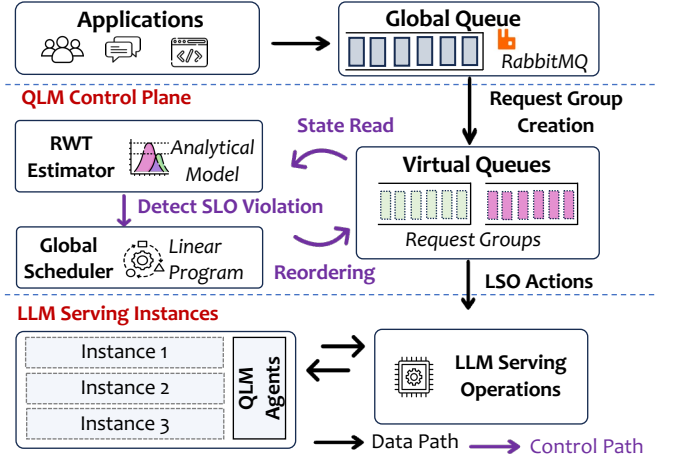 Applications
</>
Global Queue
RabbitMQ
QLM Control Plane
Request Group
Creation
RWT
Estimator
Analytical
Model
State Read
Virtual Queues
Request Groups
Detect SLO Violation
Global
Scheduler
Linear
Program
Reordering
LSO Actions
LLM Serving Instances
Instance 1
Instance 2
Instance 3
QLM
Agents
LLM Serving
Operations
Data Path
Control Path